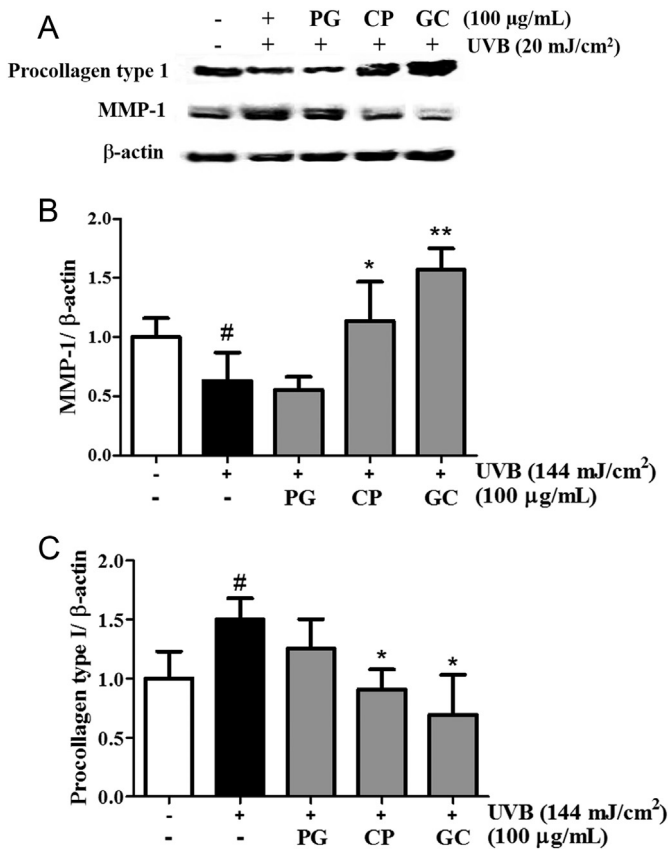 A
- + PG CP GC (100 μg/mL)
- + + + + UVB (20 mJ/cm²)
Procollagen type 1
MMP-1
β-actin
B
MMP-1/ β-actin
2.0
1.5
1.0
0.5
0.0
#
*
**
- + + + + UVB (144 mJ/cm²)
- - PG CP GC (100 μg/mL)
C
Procollagen type I/ β-actin
2.0
1.5
1.0
0.5
0.0
#
*
*
- + + + + UVB (144 mJ/cm²)
- - PG CP GC (100 μg/mL)